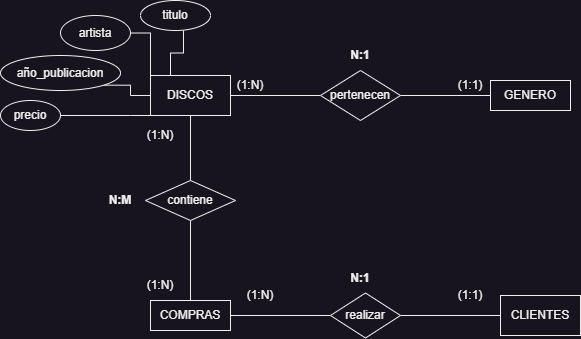 titulo
artista
año_publicacion
precio
DISCOS
(1:N)
N:1
pertenecen
(1:1)
GENERO
(1:N)
N:M
contiene
(1:N)
COMPRAS
(1:N)
N:1
realizar
(1:1)
CLIENTES